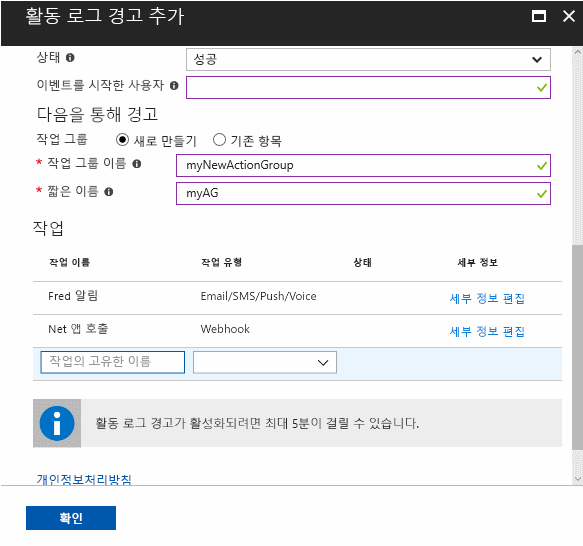 활동 로그 경고 추가
상태
성공
이벤트를 시작한 사용자
다음을 통해 경고
작업 그룹 새로 만들기 기존 항목
* 작업 그룹 이름 myNewActionGroup
* 짧은 이름 myAG
작업
작업 이름 작업 유형 상태 세부 정보
Fred 알림 Email/SMS/Push/Voice 세부 정보 편집
Net 앱 호출 Webhook 세부 정보 편집
작업의 고유한 이름
활동 로그 경고가 활성화되려면 최대 5분이 걸릴 수 있습니다.
개인정보처리방침
확인